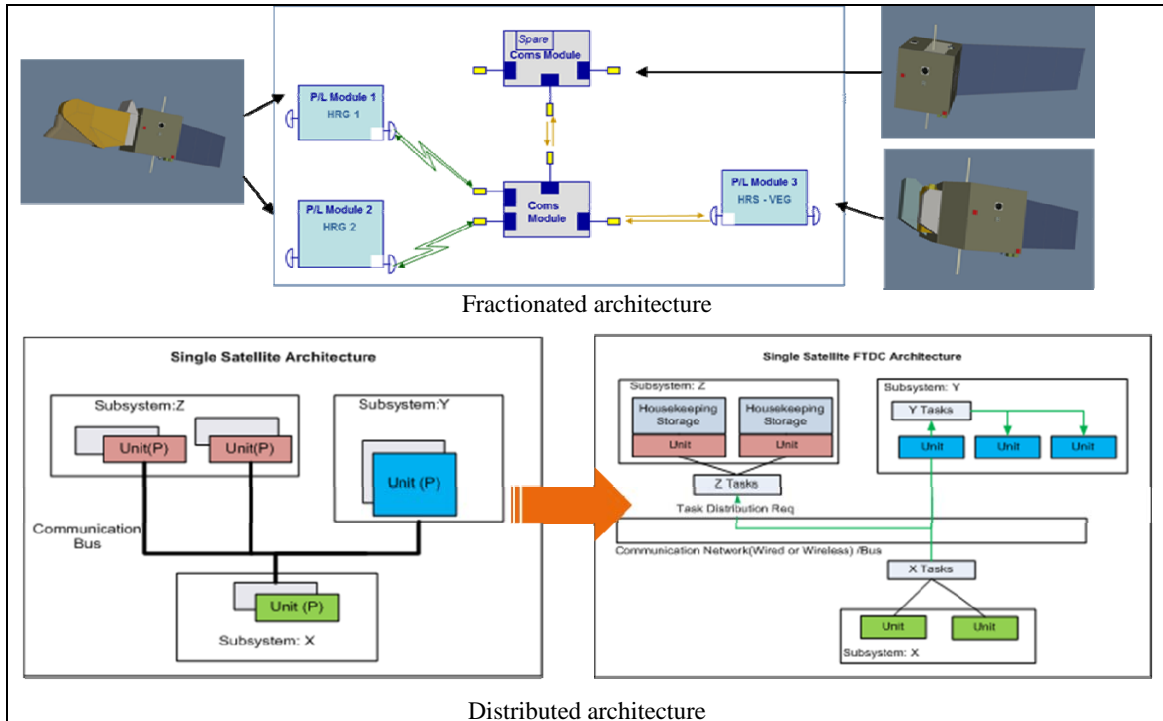 Spare
Coms Module
P/L Module 1
HRG 1
P/L Module 2
HRG 2
Coms
Module
P/L Module 3
HRS - VEG
Fractionated architecture
Single Satellite Architecture
Subsystem:Z
Unit(P)
Unit(P)
Subsystem:Y
Unit (P)
Communication
Bus
Unit (P)
Subsystem: X
Single Satellite FTDC Architecture
Subsystem: Z
Housekeeping
Storage
Unit
Housekeeping
Storage
Unit
Z Tasks
Task Distribution Req
Subsystem: Y
Y Tasks
Unit
Unit
Unit
Communication Network(Wired or Wireless) /Bus
X Tasks
Unit
Unit
Subsystem: X
Distributed architecture